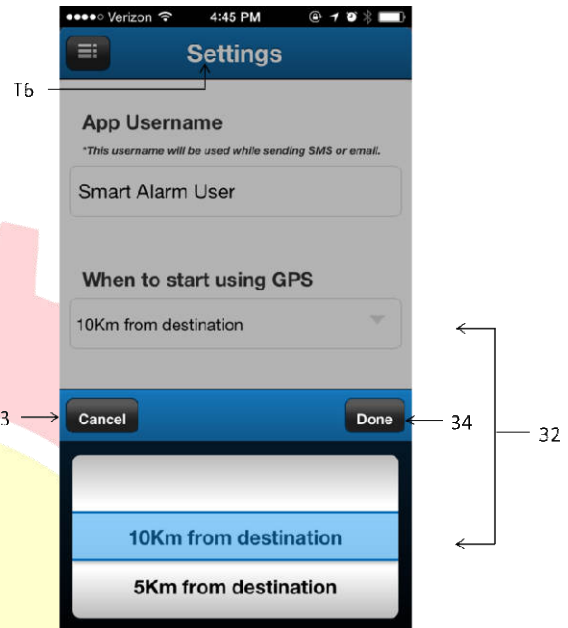 ●●●●○ Verizon 4:45 PM
Settings
T6
App Username
*This username will be used while sending SMS or email.
Smart Alarm User
When to start using GPS
10Km from destination
3
Cancel
Done
34
32
10Km from destination
5Km from destination